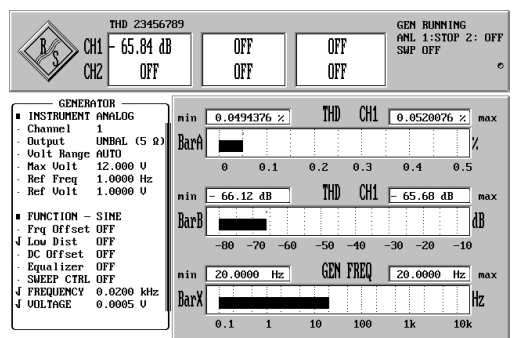 THD 23456789
R&S CH1 - 65.84 dB OFF OFF
CH2 OFF OFF OFF
GEN RUNNING
ANL 1:STOP 2: OFF
SWP OFF
GENERATOR
INSTRUMENT ANALOG
Channel 1
Output UNBAL (5 Ω)
Volt Range AUTO
Max Volt 12.000 V
Ref Freq 1.0000 Hz
Ref Volt 1.0000 V
FUNCTION - SINE
Frq Offset OFF
Low Dist OFF
DC Offset OFF
Equalizer OFF
SWEEP CTRL OFF
FREQUENCY 0.0200 kHz
VOLTAGE 0.0005 V
min 0.0494376 % THD CH1 0.0520076 % max
BarA %
0 0.1 0.2 0.3 0.4 0.5
min - 66.12 dB THD CH1 - 65.68 dB max
BarB dB
-80 -70 -60 -50 -40 -30 -20 -10
min 20.0000 Hz GEN FREQ 20.0000 Hz max
BarX Hz
0.1 1 10 100 1k 10k